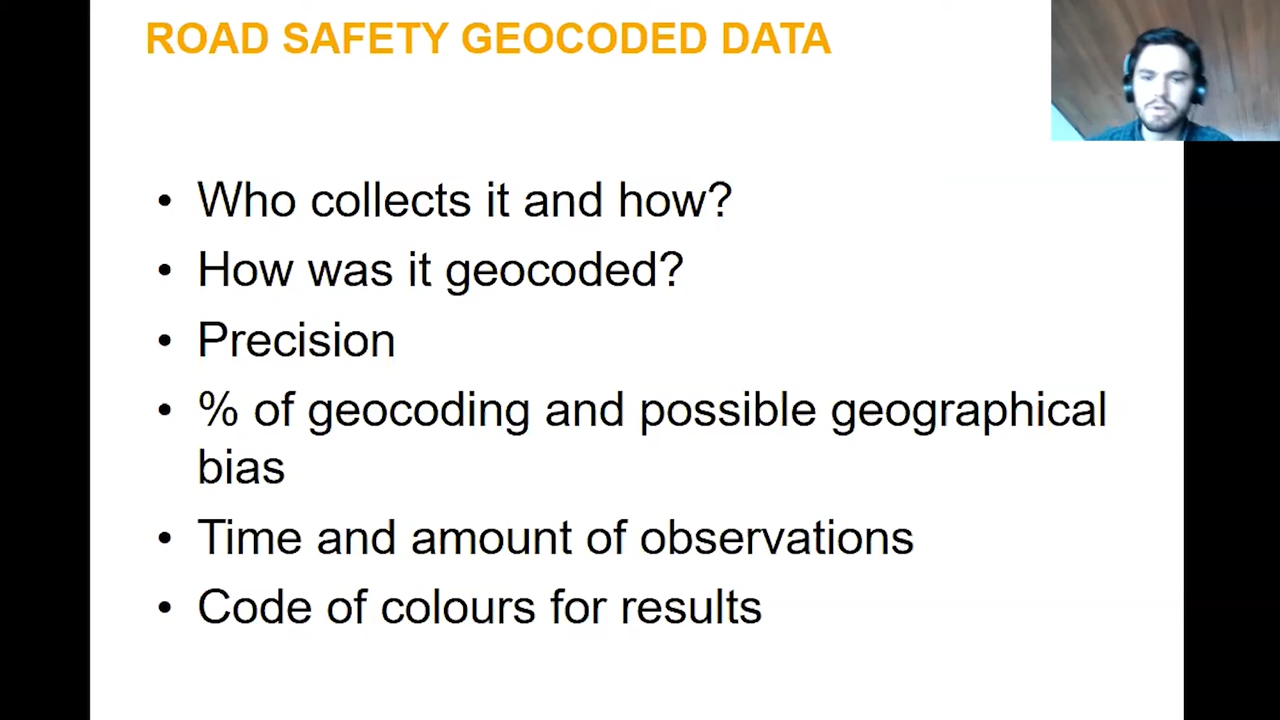 ROAD SAFETY GEOCODED DATA
• Who collects it and how?
• How was it geocoded?
• Precision
• % of geocoding and possible geographical
bias
• Time and amount of observations
• Code of colours for results